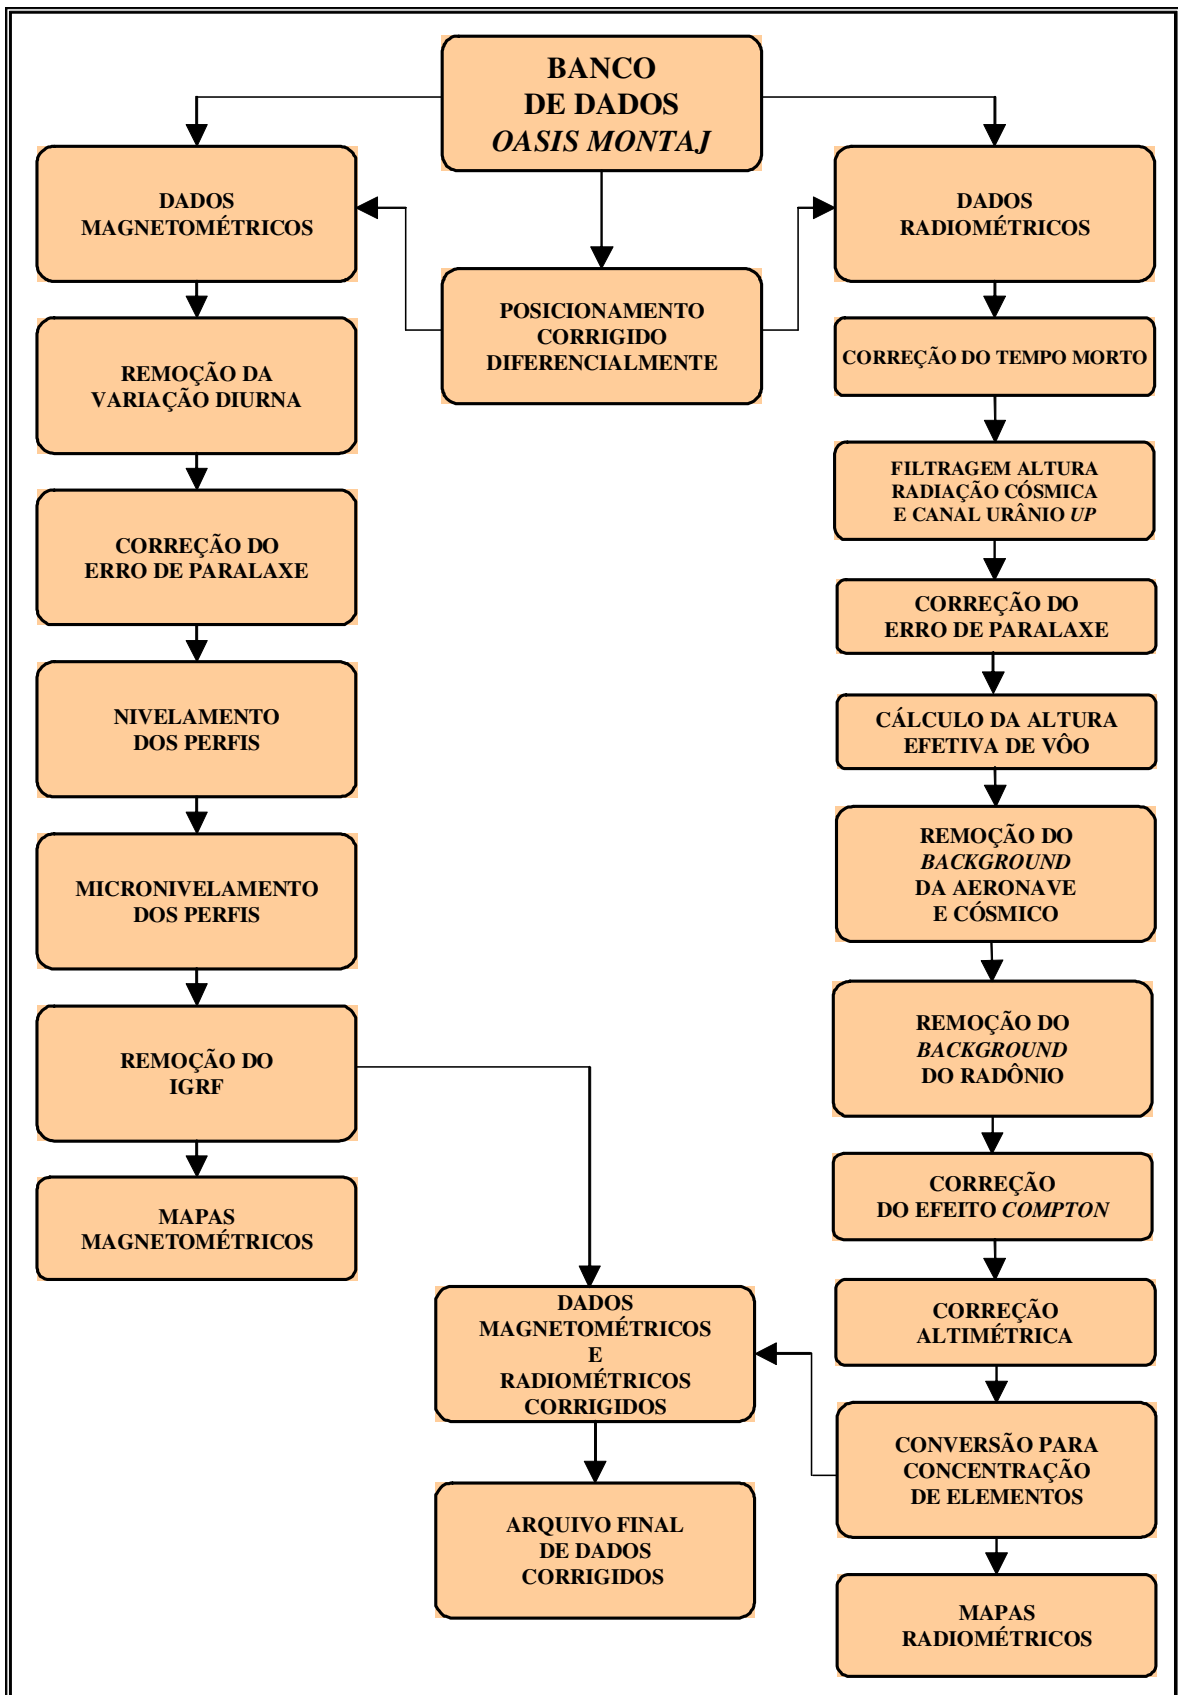 BANCO
DE DADOS
OASIS MONTAJ
DADOS
MAGNETOMÉTRICOS
DADOS
RADIOMÉTRICOS
POSICIONAMENTO
CORRIGIDO
DIFERENCIALMENTE
REMOÇÃO DA
VARIAÇÃO DIURNA
CORREÇÃO DO
ERRO DE PARALAXE
NIVELAMENTO
DOS PERFIS
MICRONIVELAMENTO
DOS PERFIS
REMOÇÃO DO
IGRF
MAPAS
MAGNETOMÉTRICOS
CORREÇÃO DO TEMPO MORTO
FILTRAGEM ALTURA
RADIAÇÃO CÓSMICA
E CANAL URÂNIO UP
CORREÇÃO DO
ERRO DE PARALAXE
CÁLCULO DA ALTURA
EFETIVA DE VÔO
REMOÇÃO DO
BACKGROUND
DA AERONAVE
E CÓSMICO
REMOÇÃO DO
BACKGROUND
DO RADÔNIO
CORREÇÃO
DO EFEITO COMPTON
CORREÇÃO
ALTIMÉTRICA
CONVERSÃO PARA
CONCENTRAÇÃO
DE ELEMENTOS
MAPAS
RADIOMÉTRICOS
DADOS
MAGNETOMÉTRICOS
E
RADIOMÉTRICOS
CORRIGIDOS
ARQUIVO FINAL
DE DADOS
CORRIGIDOS